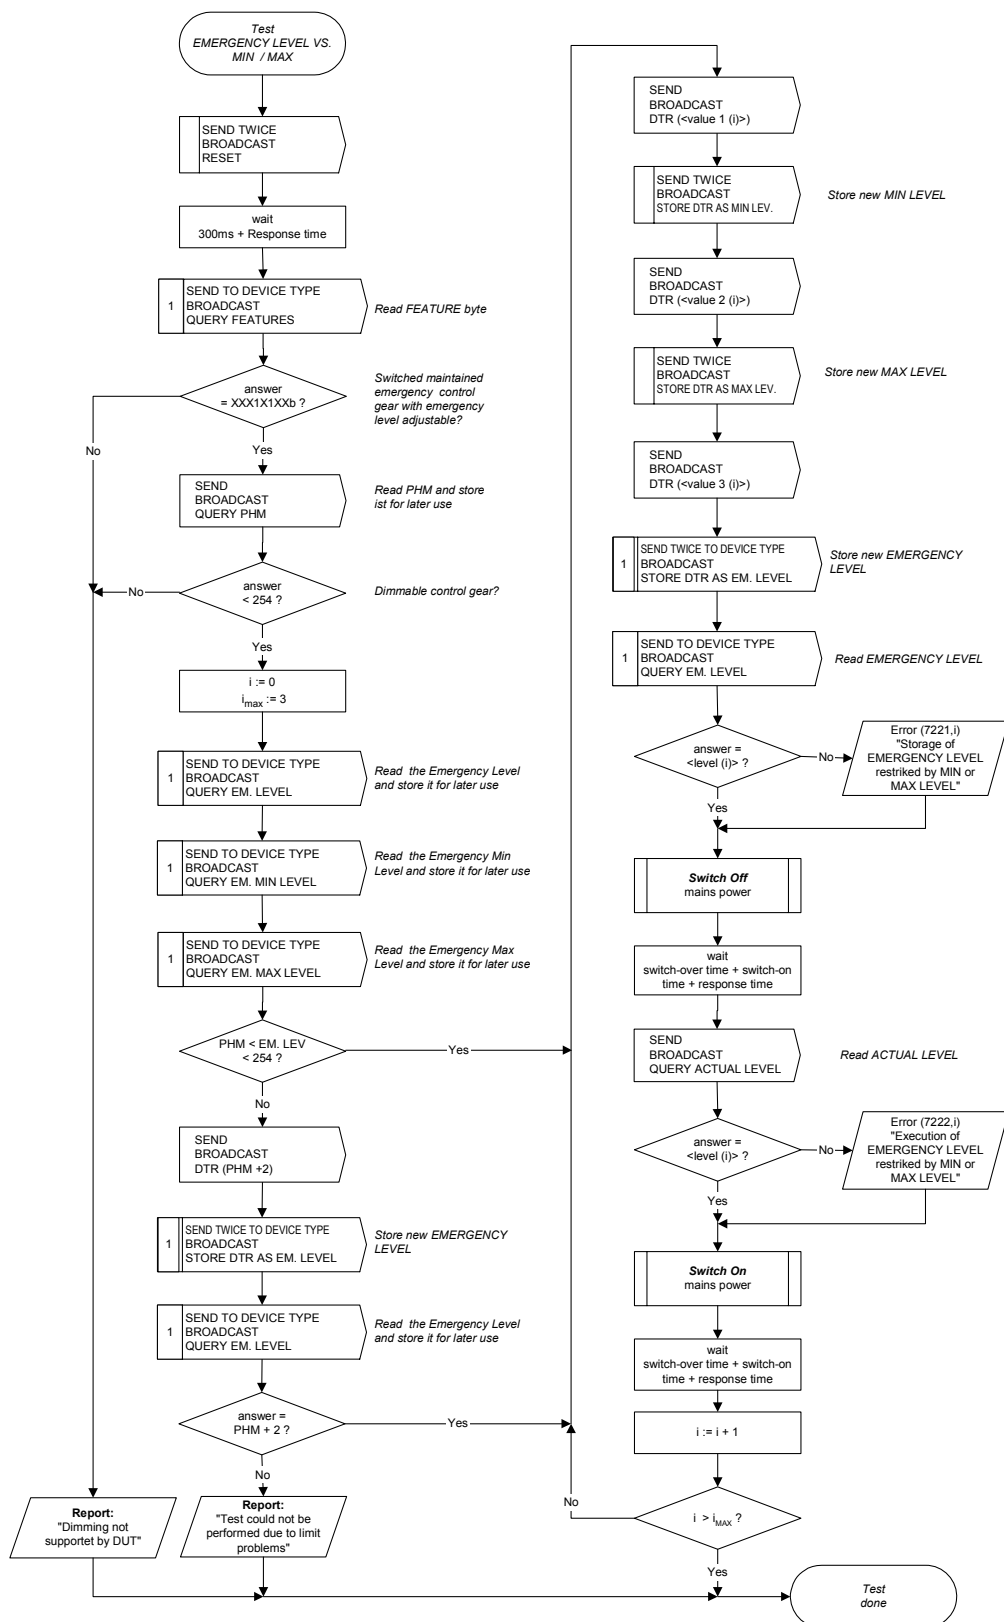 Test
EMERGENCY LEVEL VS.
MIN / MAX
SEND TWICE
BROADCAST
RESET
wait
300ms + Response time
1
SEND TO DEVICE TYPE
BROADCAST
QUERY FEATURES
Read FEATURE byte
answer
= XXX1X1XXb ?
Switched maintained
emergency control
gear with emergency
level adjustable?
No
Yes
SEND
BROADCAST
QUERY PHM
Read PHM and store
ist for later use
answer
< 254 ?
No
Dimmable control gear?
Yes
i := 0
imax := 3
1
SEND TO DEVICE TYPE
BROADCAST
QUERY EM. LEVEL
Read the Emergency Level
and store it for later use
1
SEND TO DEVICE TYPE
BROADCAST
QUERY EM. MIN LEVEL
Read the Emergency Min
Level and store it for later use
1
SEND TO DEVICE TYPE
BROADCAST
QUERY EM. MAX LEVEL
Read the Emergency Max
Level and store it for later use
PHM < EM. LEV
< 254 ?
Yes
No
SEND
BROADCAST
DTR (PHM +2)
1
SEND TWICE TO DEVICE TYPE
BROADCAST
STORE DTR AS EM. LEVEL
Store new EMERGENCY
LEVEL
1
SEND TO DEVICE TYPE
BROADCAST
QUERY EM. LEVEL
Read the Emergency Level
and store it for later use
answer =
PHM + 2 ?
Yes
No
Report:
"Dimming not
supportet by DUT"
Report:
"Test could not be
performed due to limit
problems"
SEND
BROADCAST
DTR (<value 1 (i)>)
SEND TWICE
BROADCAST
STORE DTR AS MIN LEV.
Store new MIN LEVEL
SEND
BROADCAST
DTR (<value 2 (i)>)
SEND TWICE
BROADCAST
STORE DTR AS MAX LEV.
Store new MAX LEVEL
SEND
BROADCAST
DTR (<value 3 (i)>)
1
SEND TWICE TO DEVICE TYPE
BROADCAST
STORE DTR AS EM. LEVEL
Store new EMERGENCY
LEVEL
1
SEND TO DEVICE TYPE
BROADCAST
QUERY EM. LEVEL
Read EMERGENCY LEVEL
answer =
<level (i)> ?
No
Error (7221,i)
"Storage of
EMERGENCY LEVEL
restriked by MIN or
MAX LEVEL"
Yes
Switch Off
mains power
wait
switch-over time + switch-on
time + response time
SEND
BROADCAST
QUERY ACTUAL LEVEL
Read ACTUAL LEVEL
answer =
<level (i)> ?
No
Error (7222,i)
"Execution of
EMERGENCY LEVEL
restriked by MIN or
MAX LEVEL"
Yes
Switch On
mains power
wait
switch-over time + switch-on
time + response time
i := i + 1
No
i > iMAX ?
Yes
Test
done